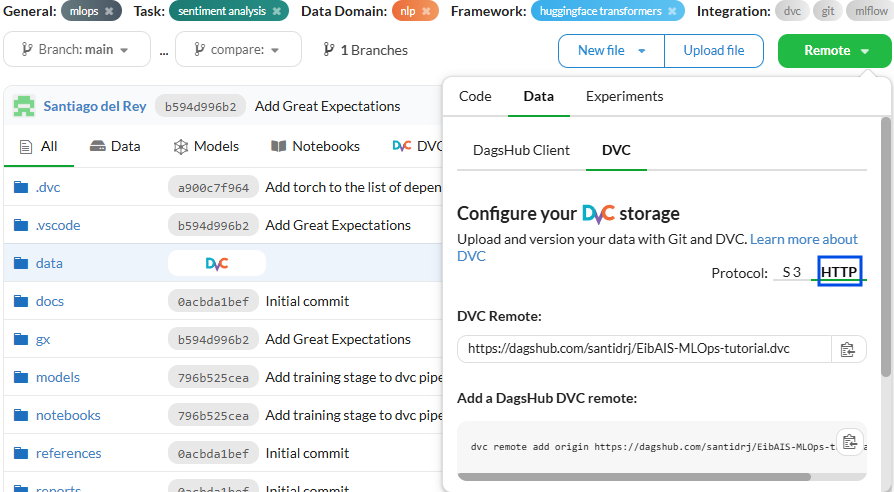 General: mlops × Task: sentiment analysis × Data Domain: nlp × Framework: huggingface transformers × Integration: dvc git mlflow
Branch: main ... compare: 1 Branches New file Upload file Remote
Santiago del Rey b594d996b2 Add Great Expectations
All Data Models Notebooks DVC
.dvc a900c7f964 Add torch to the list of depen
.vscode b594d996b2 Add Great Expectations
data DVC
docs 0acbda1bef Initial commit
gx b594d996b2 Add Great Expectations
models 796b525cea Add training stage to dvc pipe
notebooks 796b525cea Add training stage to dvc pipe
references 0acbda1bef Initial commit
reports 0acbda1bef Initial commit
Code Data Experiments
DagsHub Client DVC
Configure your DVC storage
Upload and version your data with Git and DVC. Learn more about
DVC
Protocol: S3 HTTP
DVC Remote:
https://dagshub.com/santidrj/EibAIS-MLOps-tutorial.dvc
Add a DagsHub DVC remote:
dvc remote add origin https://dagshub.com/santidrj/EibAIS-MLOps-t